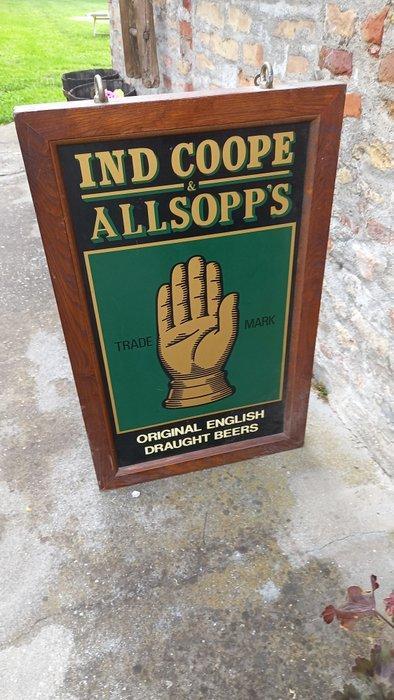 IND COOPE
&
ALLSOPP'S
TRADE MARK
ORIGINAL ENGLISH
DRAUGHT BEERS